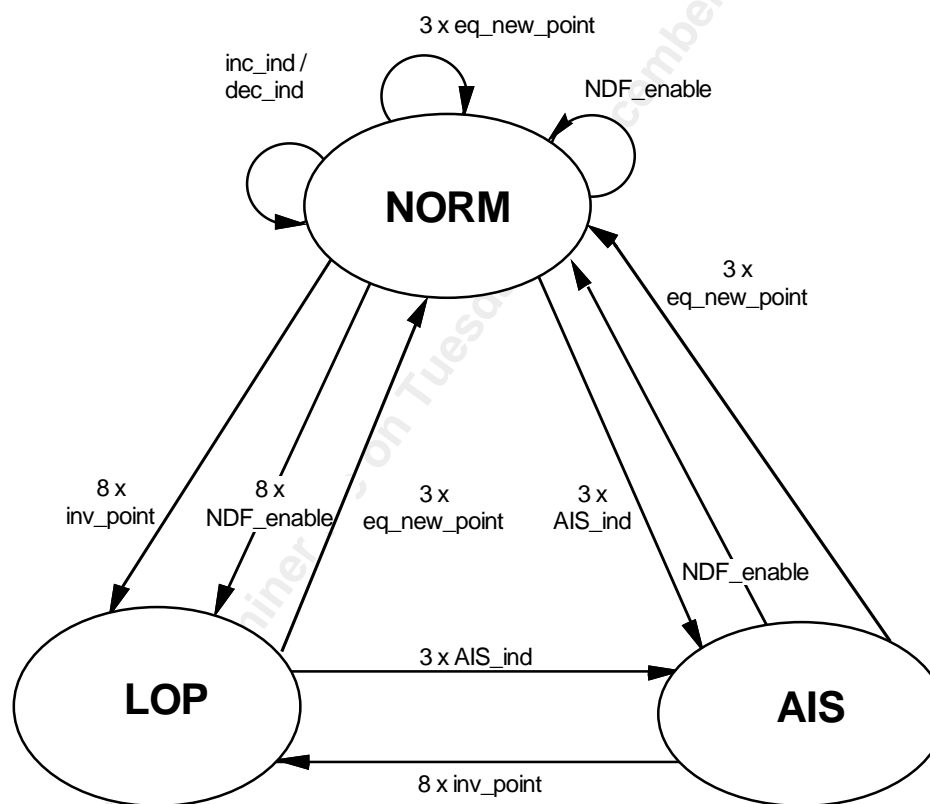 3 x eq_new_point
inc_ind /
dec_ind
NDF_enable
NORM
3 x
eq_new_point
8 x
inv_point
8 x
NDF_enable
3 x
eq_new_point
3 x
AIS_ind
NDF_enable
3 x AIS_ind
LOP
AIS
8 x inv_point